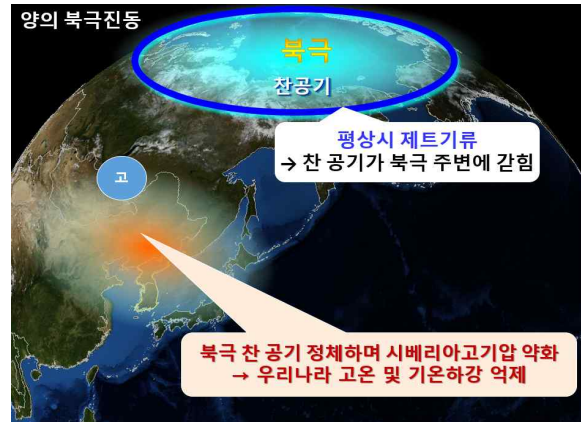 양의 북극진동
북극
찬공기
평상시 제트기류
→ 찬 공기가 북극 주변에 갇힘
고
북극 찬 공기 정체하며 시베리아고기압 약화
→ 우리나라 고온 및 기온하강 억제